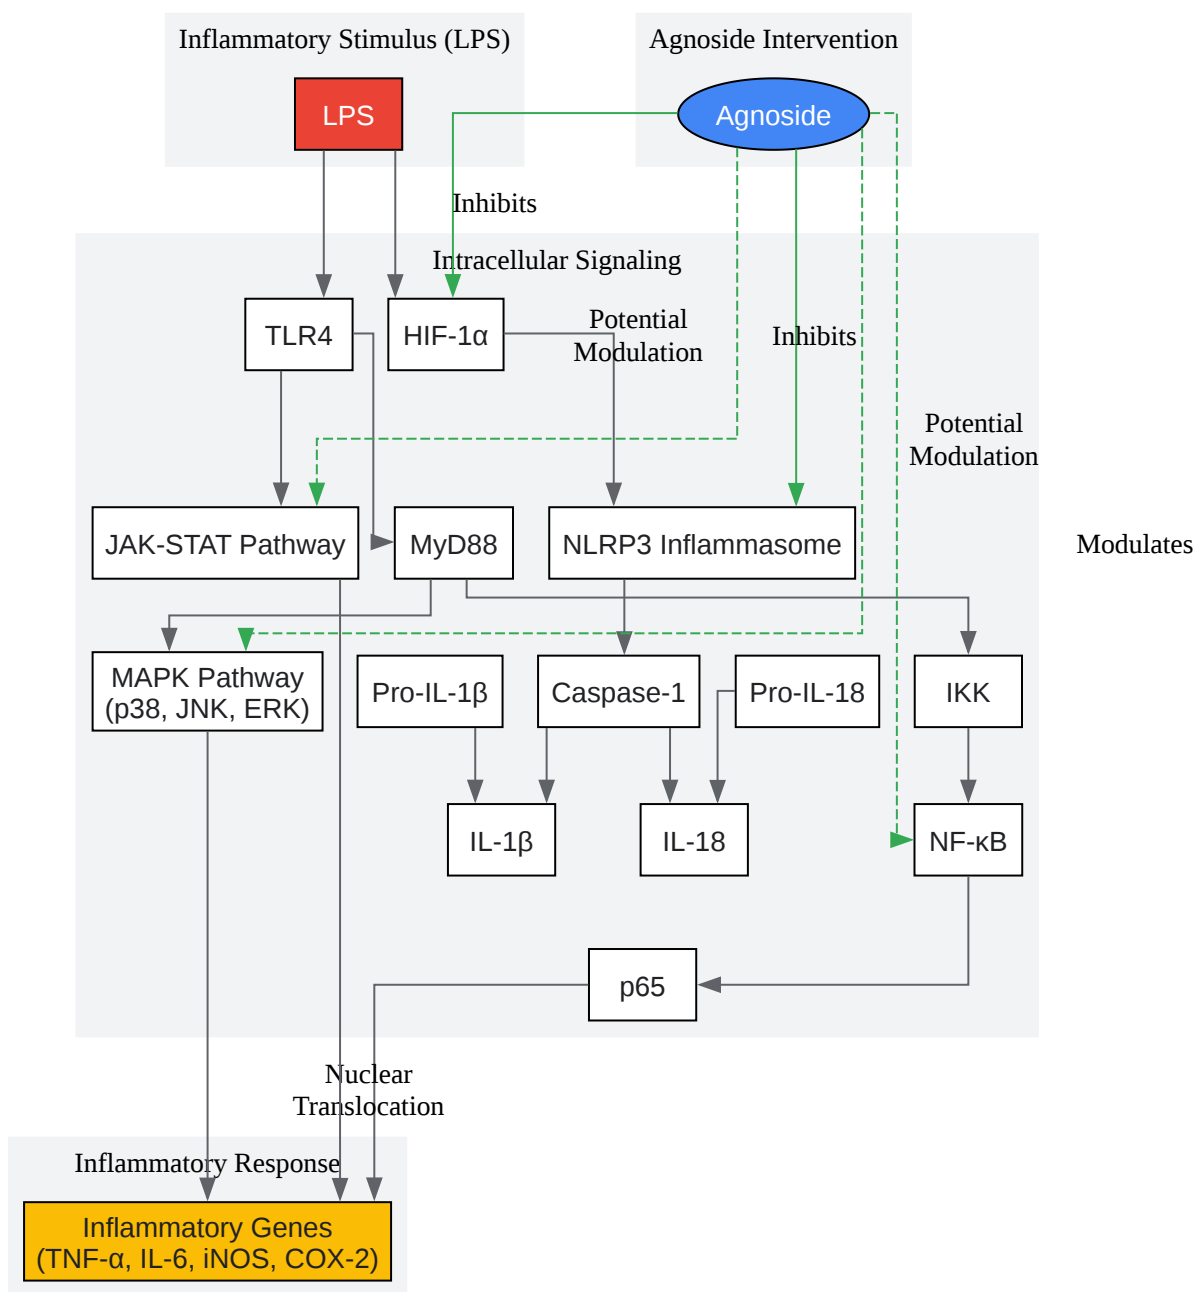 Inflammatory Stimulus (LPS)
Agnoside Intervention
LPS
Agnoside
Inhibits
Intracellular Signaling
TLR4
HIF-1α
Potential
Modulation
Inhibits
Potential
Modulation
JAK-STAT Pathway
MyD88
NLRP3 Inflammasome
Modulates
MAPK Pathway
(p38, JNK, ERK)
Pro-IL-1β
Caspase-1
Pro-IL-18
IKK
IL-1β
IL-18
NF-κB
p65
Nuclear
Translocation
Inflammatory Response
Inflammatory Genes
(TNF-α, IL-6, iNOS, COX-2)